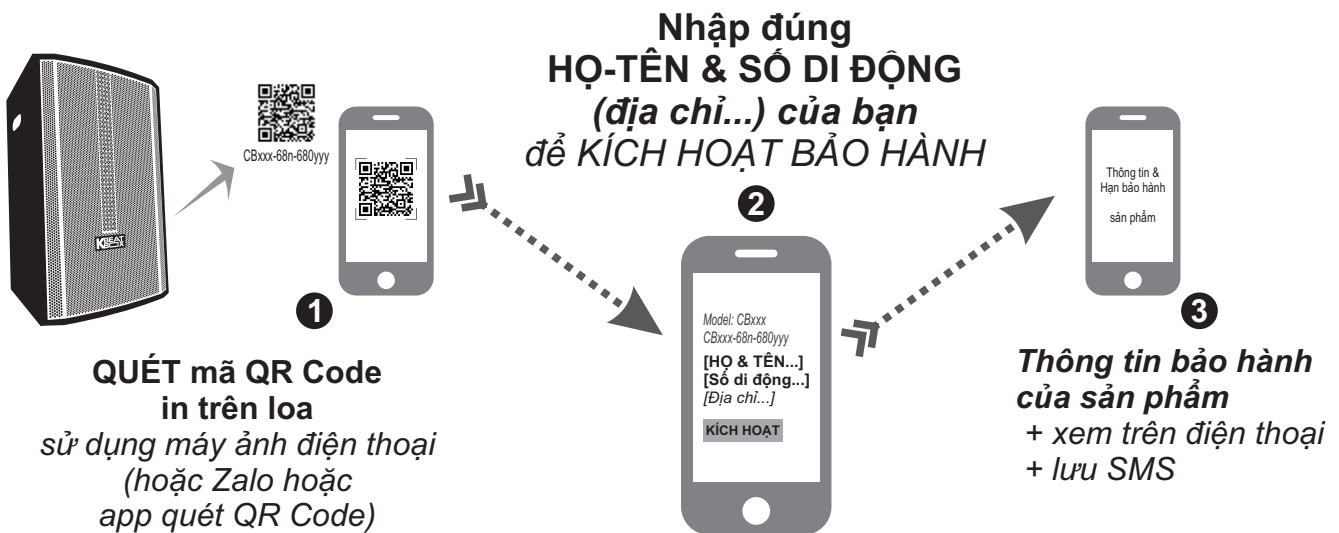 Nhập đúng
HỌ-TÊN & SỐ DI ĐỘNG
(địa chỉ...) của bạn
để KÍCH HOẠT BẢO HÀNH
CBxxx-68n-680yyy
KBEAT
BOX
1
QUÉT mã QR Code
in trên loa
sử dụng máy ảnh điện thoại
(hoặc Zalo hoặc
app quét QR Code)
2
Model: CBxxx
CBxxx-68n-680yyy
[HỌ & TÊN...]
[Số di động...]
[Địa chỉ...]
KÍCH HOẠT
Thông tin &
Hạn bảo hành
sản phẩm
3
Thông tin bảo hành
của sản phẩm
+ xem trên điện thoại
+ lưu SMS